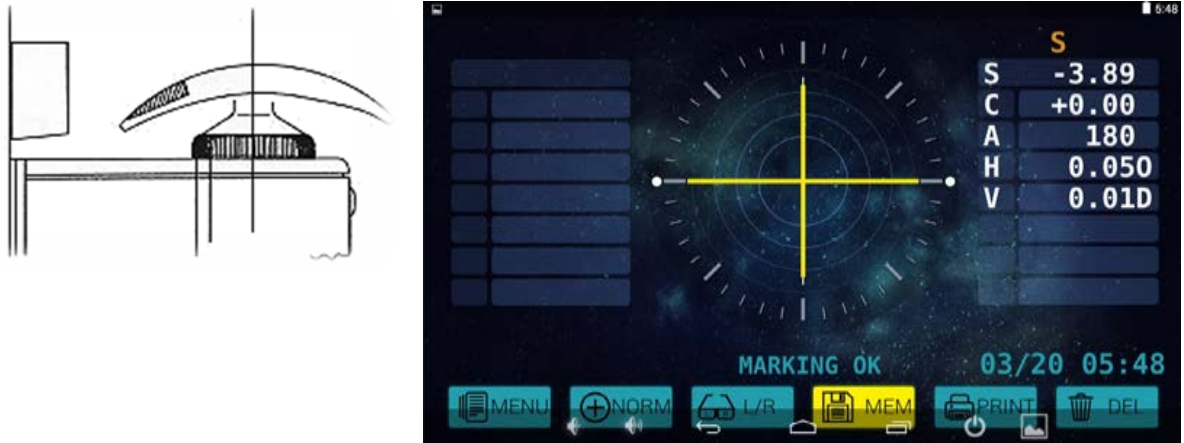 5:48
S
S -3.89
C +0.00
A 180
H 0.05O
V 0.01D
MARKING OK 03/20 05:48
MENU NORM L/R MEM PRINT DEL